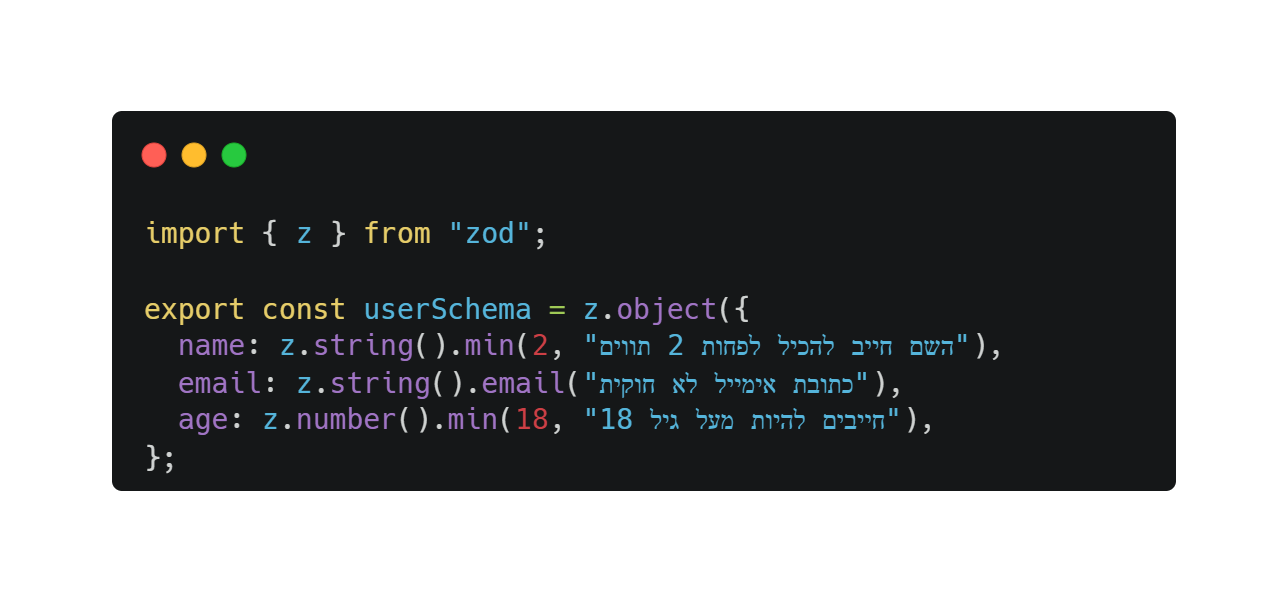 import { z } from "zod";
export const userSchema = z.object({
  name: z.string().min(2, "השם חייב להכיל לפחות 2 תווים"),
  email: z.string().email("כתובת אימייל לא חוקית"),
  age: z.number().min(18, "חייבים להיות מעל גיל 18"),
};